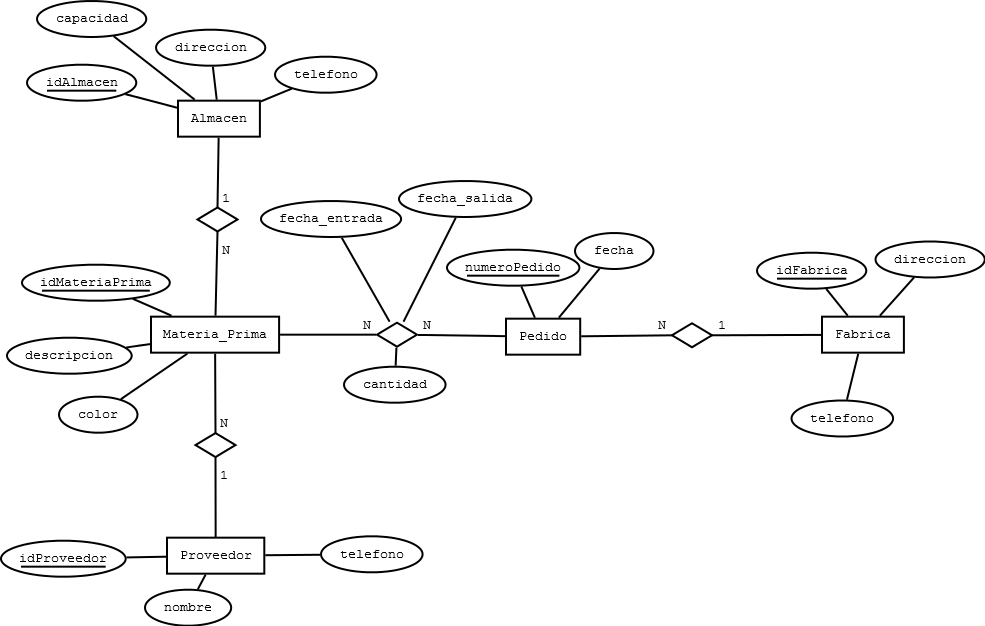 capacidad
direccion
telefono
idAlmacen
Almacen
1
N
fecha_entrada
fecha_salida
numeroPedido
fecha
idFabrica
direccion
idMateriaPrima
Materia_Prima
N
N
Pedido
N
1
Fabrica
descripcion
color
cantidad
telefono
N
1
idProveedor
Proveedor
telefono
nombre